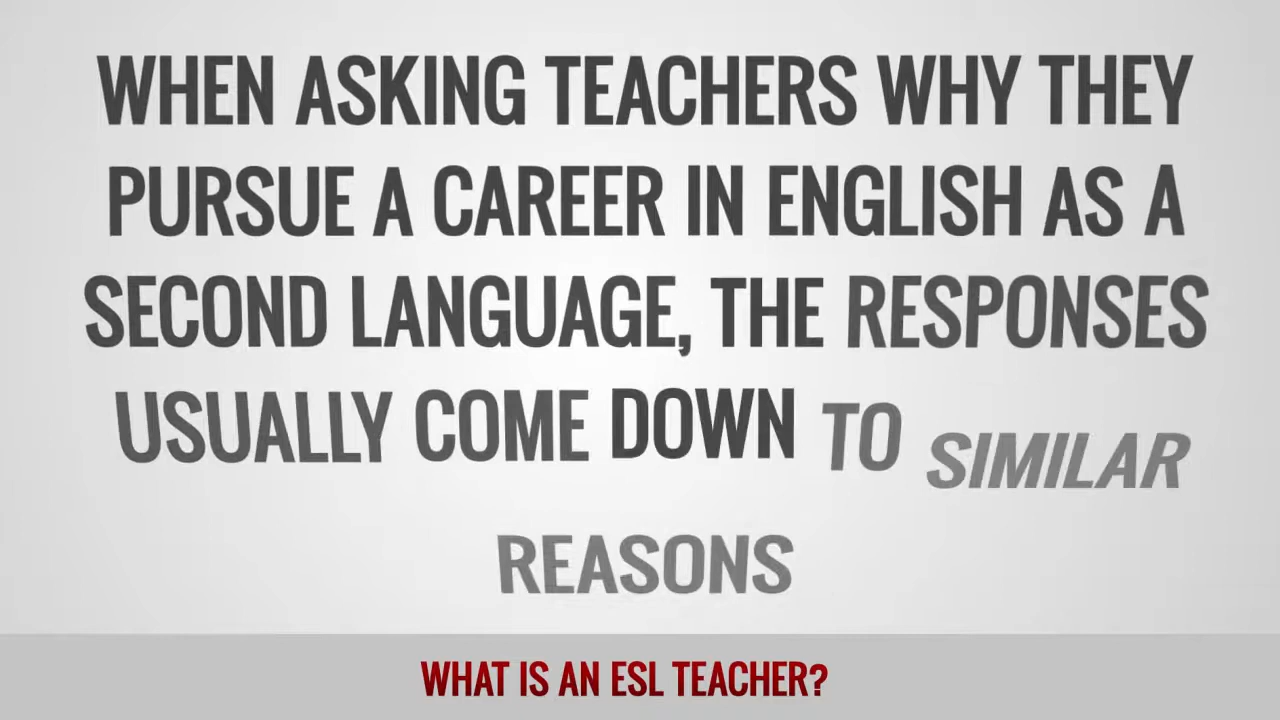 WHEN ASKING TEACHERS WHY THEY
PURSUE A CAREER IN ENGLISH AS A
SECOND LANGUAGE, THE RESPONSES
USUALLY COME DOWN TO SIMILAR
REASONS
WHAT IS AN ESL TEACHER?